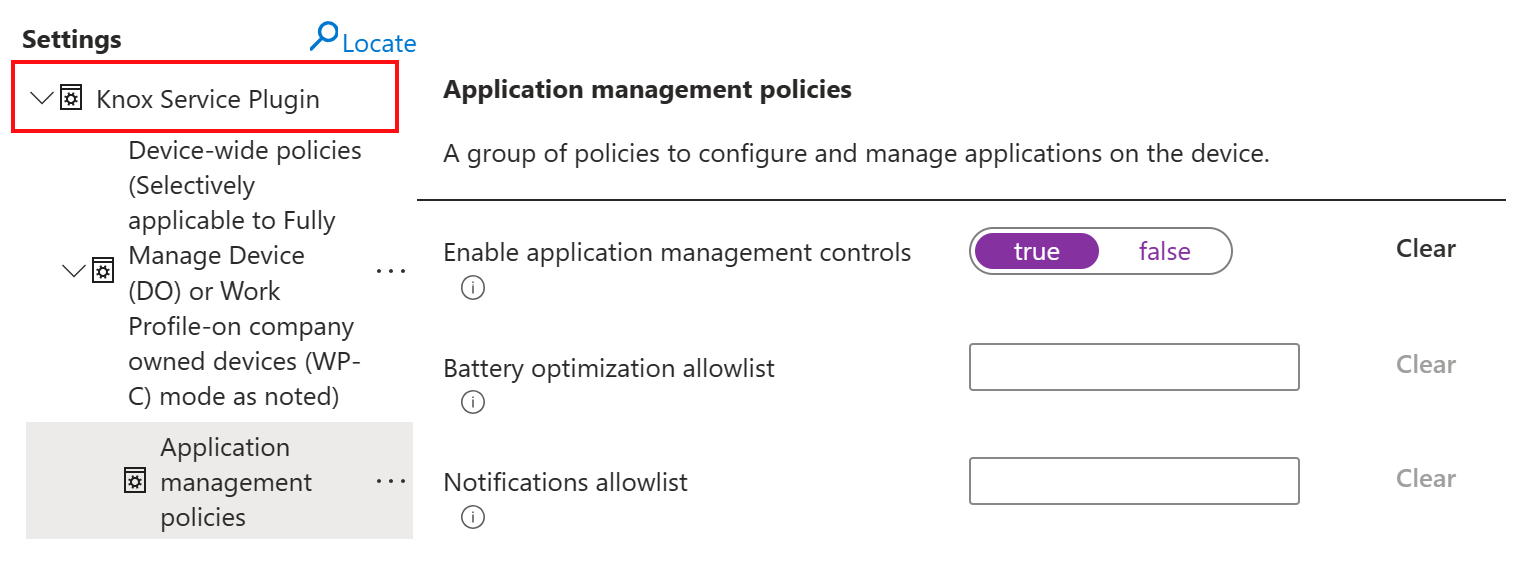 Settings
Locate
Knox Service Plugin
Device-wide policies
(Selectively
applicable to Fully
Manage Device
(DO) or Work
Profile-on company
owned devices (WP-
C) mode as noted)
Application
management
policies
Application management policies
A group of policies to configure and manage applications on the device.
Enable application management controls
true
false
Clear
Battery optimization allowlist
Clear
Notifications allowlist
Clear